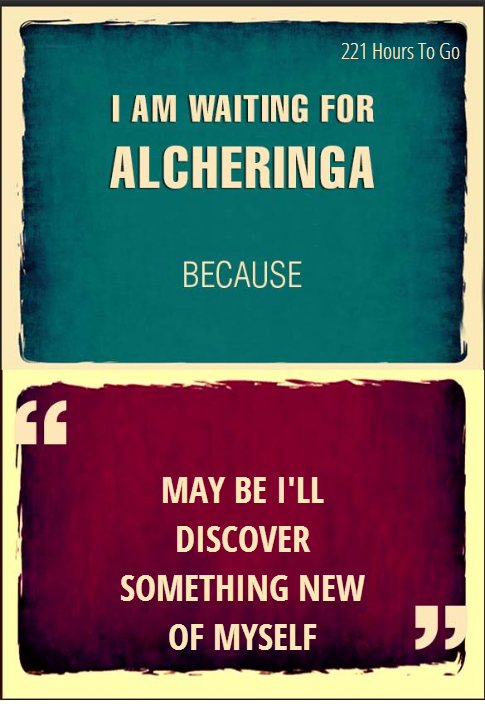 221 Hours To Go
I AM WAITING FOR
ALCHERINGA
BECAUSE
“
MAY BE I'LL
DISCOVER
SOMETHING NEW
OF MYSELF
”